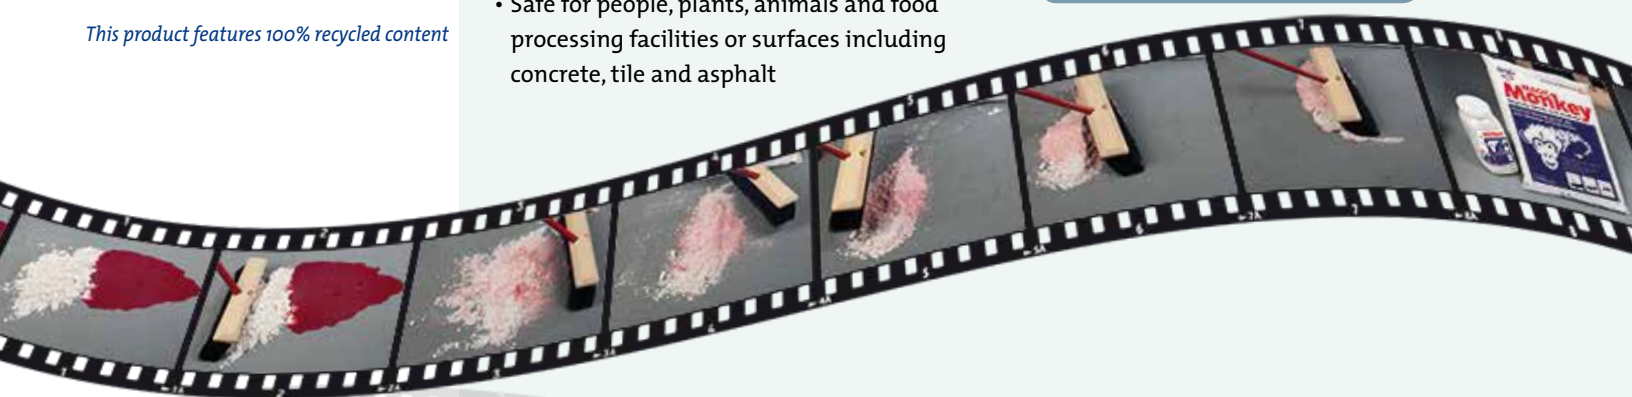 This product features 100% recycled content
• Safe for people, plants, animals and food
processing facilities or surfaces including
concrete, tile and asphalt
Monkey